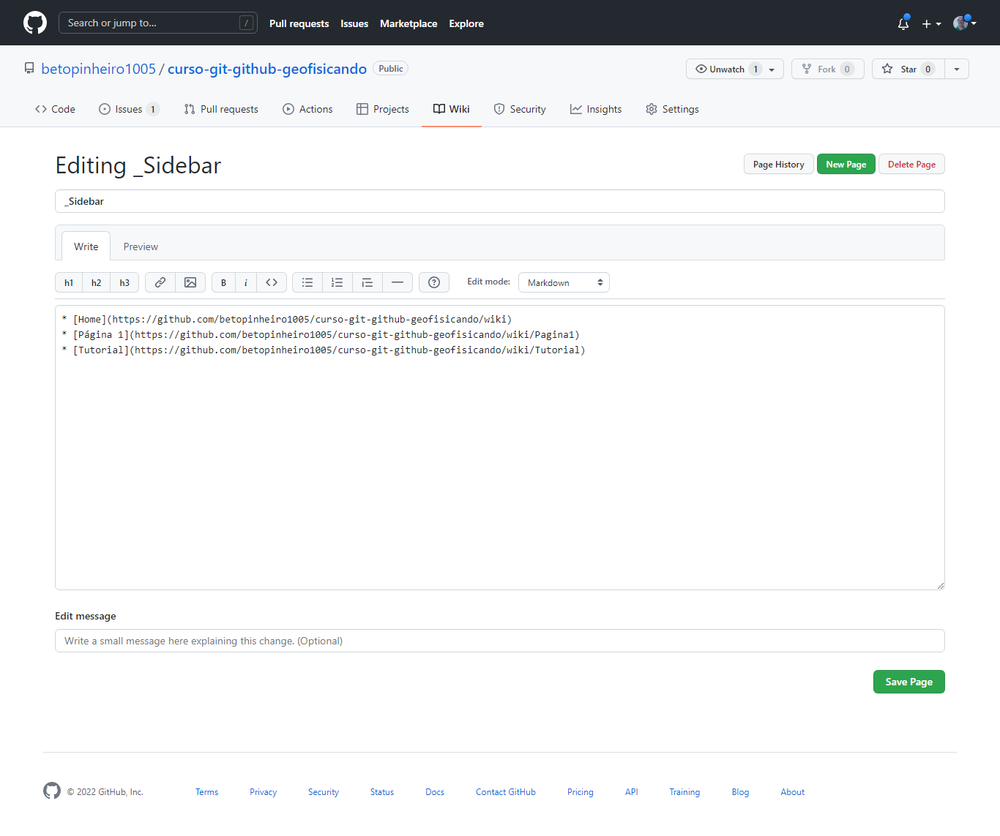 Search or jump to... /
Pull requests Issues Marketplace Explore
betopinheiro1005 / curso-git-github-geofisicando Public
Unwatch 1 Fork 0 Star 0
Code Issues 1 Pull requests Actions Projects Wiki Security Insights Settings
Editing _Sidebar
Page History New Page Delete Page
_Sidebar
Write Preview
h1 h2 h3 B i Edit mode: Markdown
* [Home](https://github.com/betopinheiro1005/curso-git-github-geofisicando/wiki)
* [Página 1](https://github.com/betopinheiro1005/curso-git-github-geofisicando/wiki/Pagina1)
* [Tutorial](https://github.com/betopinheiro1005/curso-git-github-geofisicando/wiki/Tutorial)
Edit message
Write a small message here explaining this change. (Optional)
Save Page
© 2022 GitHub, Inc. Terms Privacy Security Status Docs Contact GitHub Pricing API Training Blog About